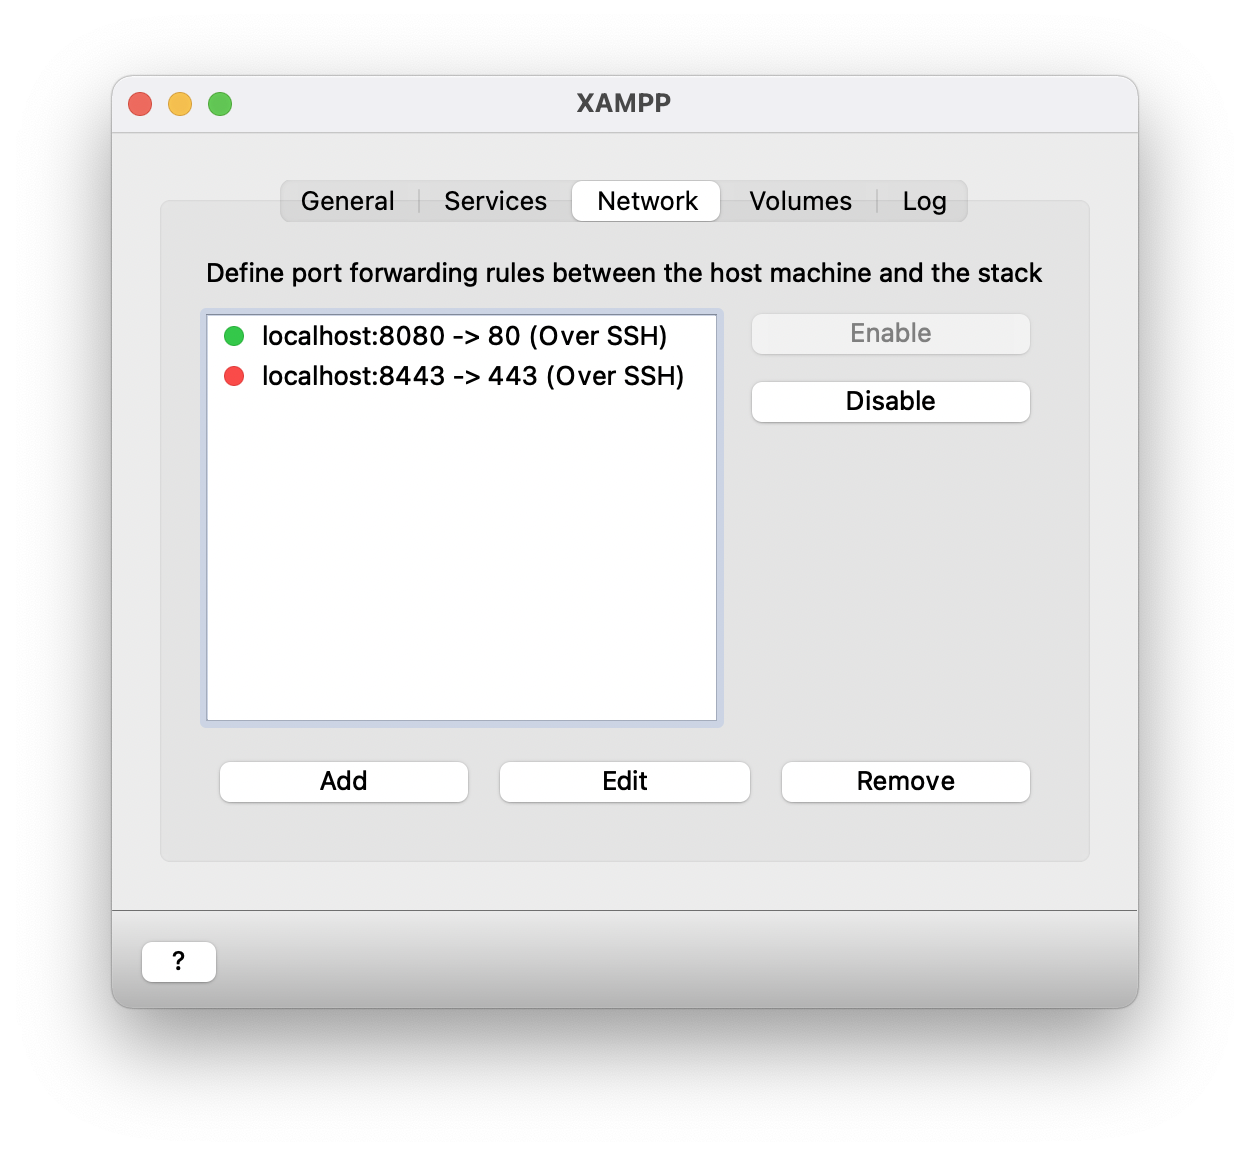 XAMPP
General
Services
Network
Volumes
Log
Define port forwarding rules between the host machine and the stack
localhost:8080 -> 80 (Over SSH)
localhost:8443 -> 443 (Over SSH)
Enable
Disable
Add
Edit
Remove
?